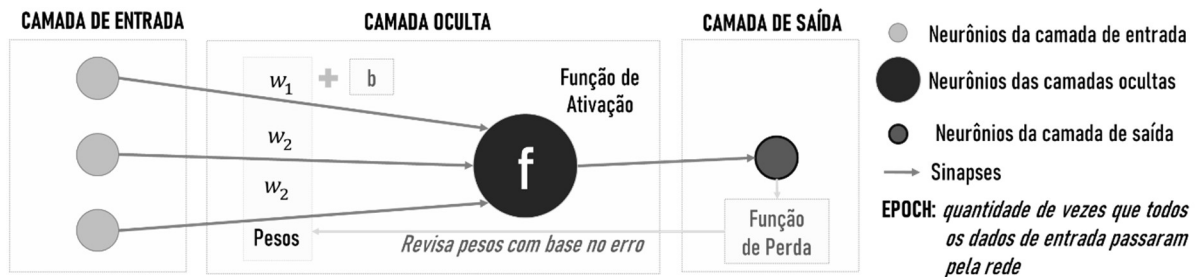 CAMADA DE ENTRADA
CAMADA OCULTA
CAMADA DE SAÍDA
w1
+
b
w2
w2
Pesos
Função de
Ativação
f
Revisa pesos com base no erro
Função
de Perda
Neurônios da camada de entrada
Neurônios das camadas ocultas
Neurônios da camada de saída
Sinapses
EPOCH: quantidade de vezes que todos
os dados de entrada passaram
pela rede